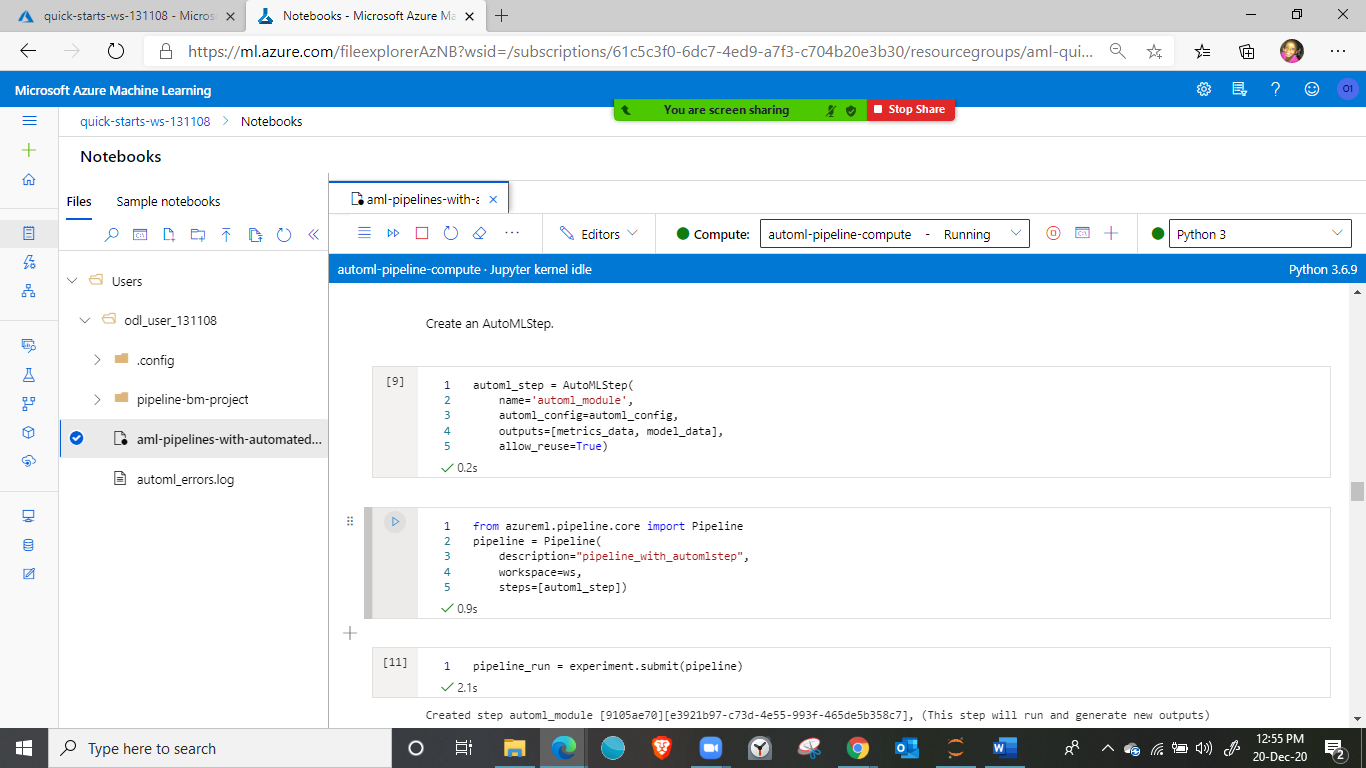 quick-starts-ws-131108 - Micros
Notebooks - Microsoft Azure Ma
https://ml.azure.com/fileexplorerAzNB?wsid=/subscriptions/61c5c3f0-6dc7-4ed9-a7f3-c704b20e3b30/resourcegroups/aml-qui...
Microsoft Azure Machine Learning
O1
You are screen sharing
Stop Share
quick-starts-ws-131108 > Notebooks
Notebooks
Files
Sample notebooks
aml-pipelines-with-a
Editors
Compute:
automl-pipeline-compute - Running
Python 3
automl-pipeline-compute · Jupyter kernel idle
Python 3.6.9
Users
odl_user_131108
.config
pipeline-bm-project
aml-pipelines-with-automated...
automl_errors.log
Create an AutoMLStep.
[9]
1 automl_step = AutoMLStep(
2 name='automl_module',
3 automl_config=automl_config,
4 outputs=[metrics_data, model_data],
5 allow_reuse=True)
0.2s
1 from azureml.pipeline.core import Pipeline
2 pipeline = Pipeline(
3 description="pipeline_with_automlstep",
4 workspace=ws,
5 steps=[automl_step])
0.9s
[11]
1 pipeline_run = experiment.submit(pipeline)
2.1s
Created step automl_module [9105ae70][e3921b97-c73d-4e55-993f-465de5b358c7], (This step will run and generate new outputs)
Type here to search
12:55 PM
20-Dec-20
2